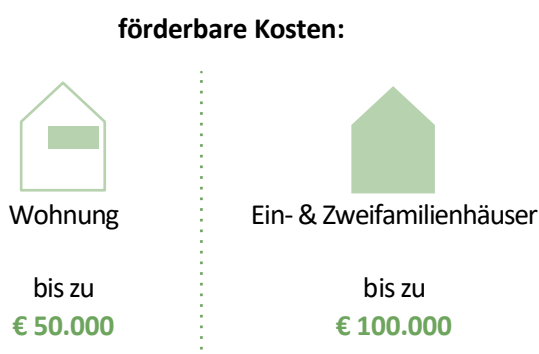 förderbare Kosten:
Wohnung
bis zu
€ 50.000
Ein- & Zweifamilienhäuser
bis zu
€ 100.000